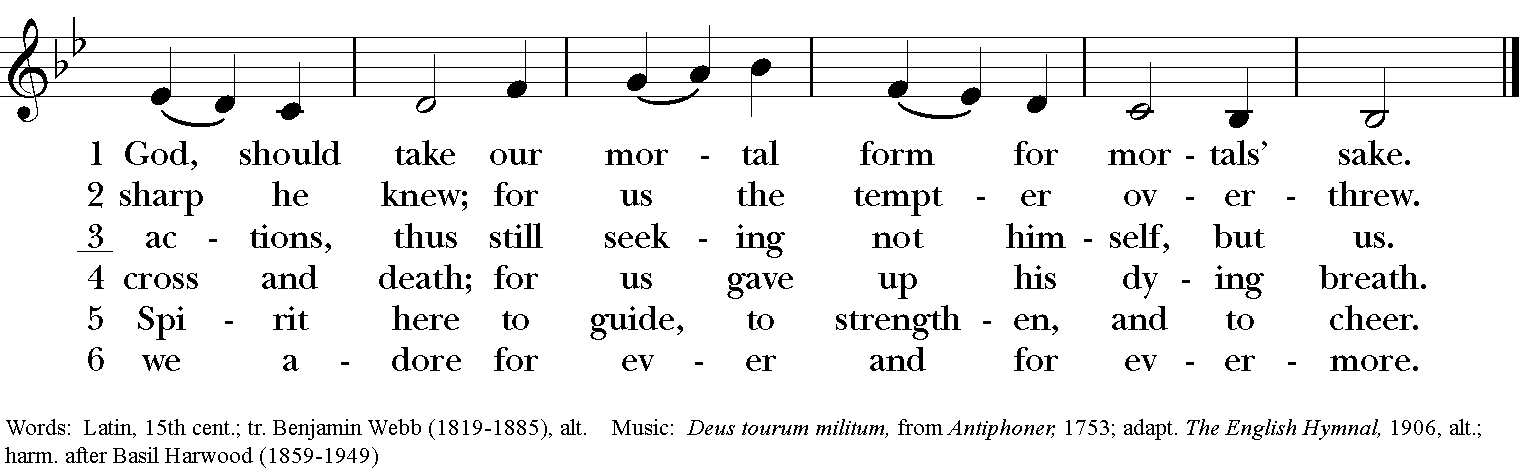 1 God, should take our mor - tal form for mor - tals’ sake.
2 sharp he knew; for us the tempt - er ov - er - threw.
3 ac - tions, thus still seek - ing not him - self, but us.
4 cross and death; for us gave up his dy - ing breath.
5 Spi - rit here to guide, to strength - en, and to cheer.
6 we a - dore for ev - er and for ev - er - more.
Words: Latin, 15th cent.; tr. Benjamin Webb (1819-1885), alt. Music: Deus tourum militum, from Antiphoner, 1753; adapt. The English Hymnal, 1906, alt.;
harm. after Basil Harwood (1859-1949)